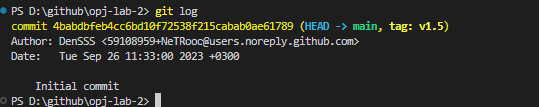 PS D:\github\opj-lab-2> git log
commit 4babdbfeb4cc6bd10f72538f215cabab0ae61789 (HEAD -> main, tag: v1.5)
Author: DenSSS <59108959+NeTRooo@users.noreply.github.com>
Date:   Tue Sep 26 11:33:00 2023 +0300
    Initial commit
PS D:\github\opj-lab-2>